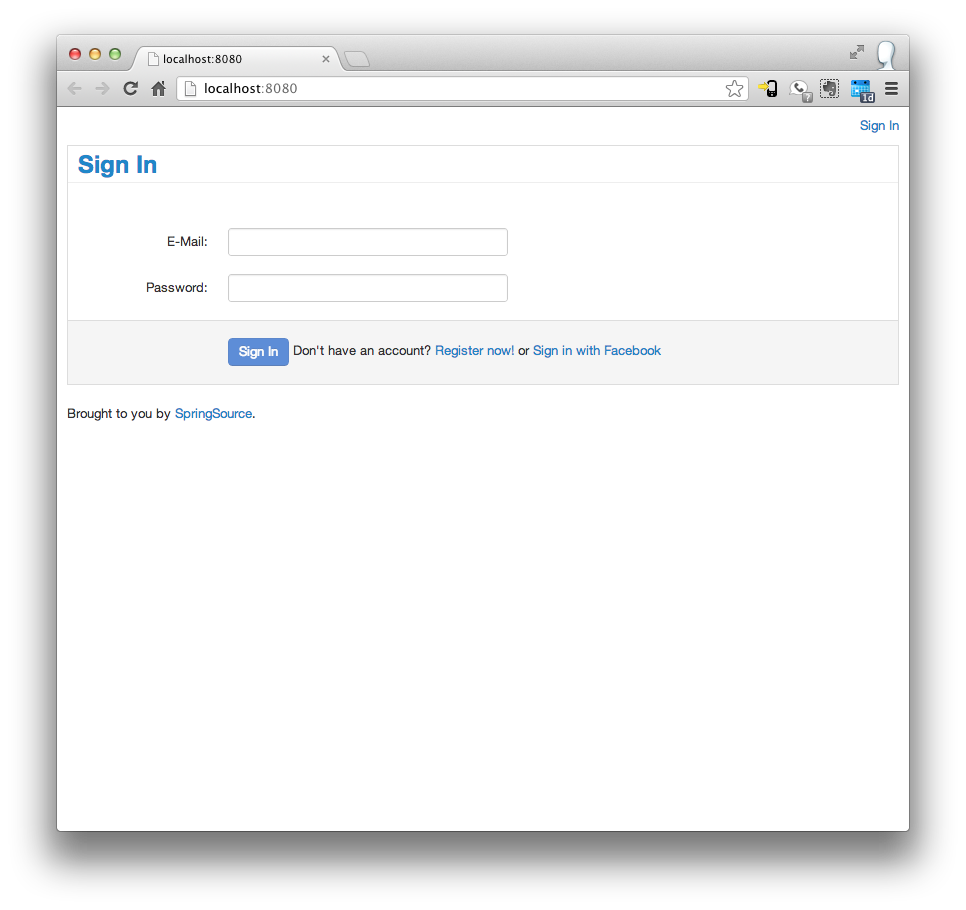 localhost:8080
localhost:8080
1d
Sign In
Sign In
E-Mail:
Password:
Sign In Don't have an account? Register now! or Sign in with Facebook
Brought to you by SpringSource.